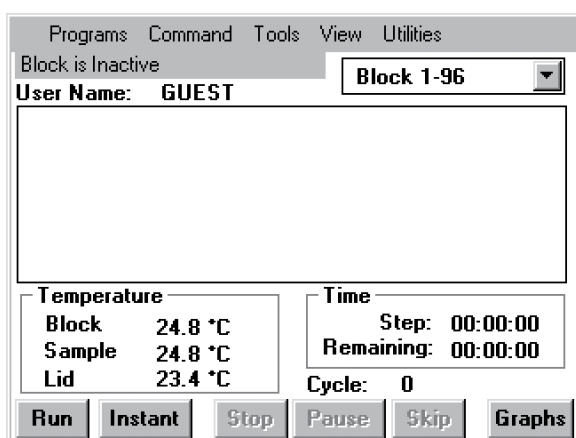 Programs Command Tools View Utilities
Block is Inactive
Block 1-96
User Name: GUEST
Temperature
Block 24.8 °C
Sample 24.8 °C
Lid 23.4 °C
Time
Step: 00:00:00
Remaining: 00:00:00
Cycle: 0
Run Instant Stop Pause Skip Graphs